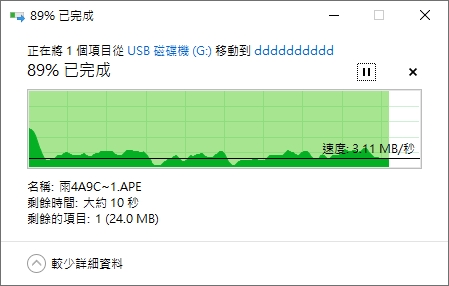 89% 已完成
正在將 1 個項目從 USB 磁碟機 (G:) 移動到 dddddddddd
89% 已完成
速度: 3.11 MB/秒
名稱: 雨4A9C~1.APE
剩餘時間: 大約 10 秒
剩餘的項目: 1 (24.0 MB)
較少詳細資料